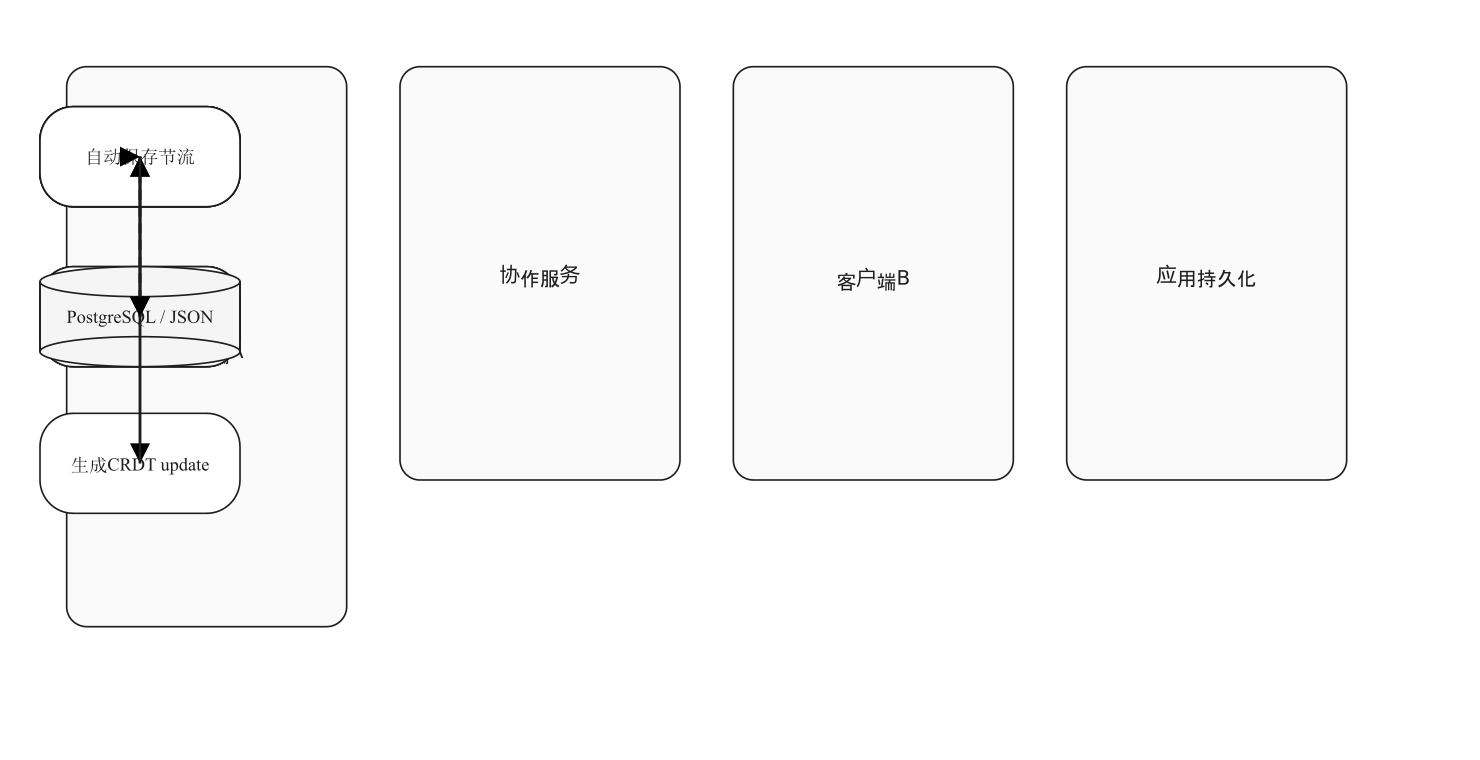 自动保存节流
PostgreSQL / JSON
生成CRDT update
协作服务
客户端B
应用持久化